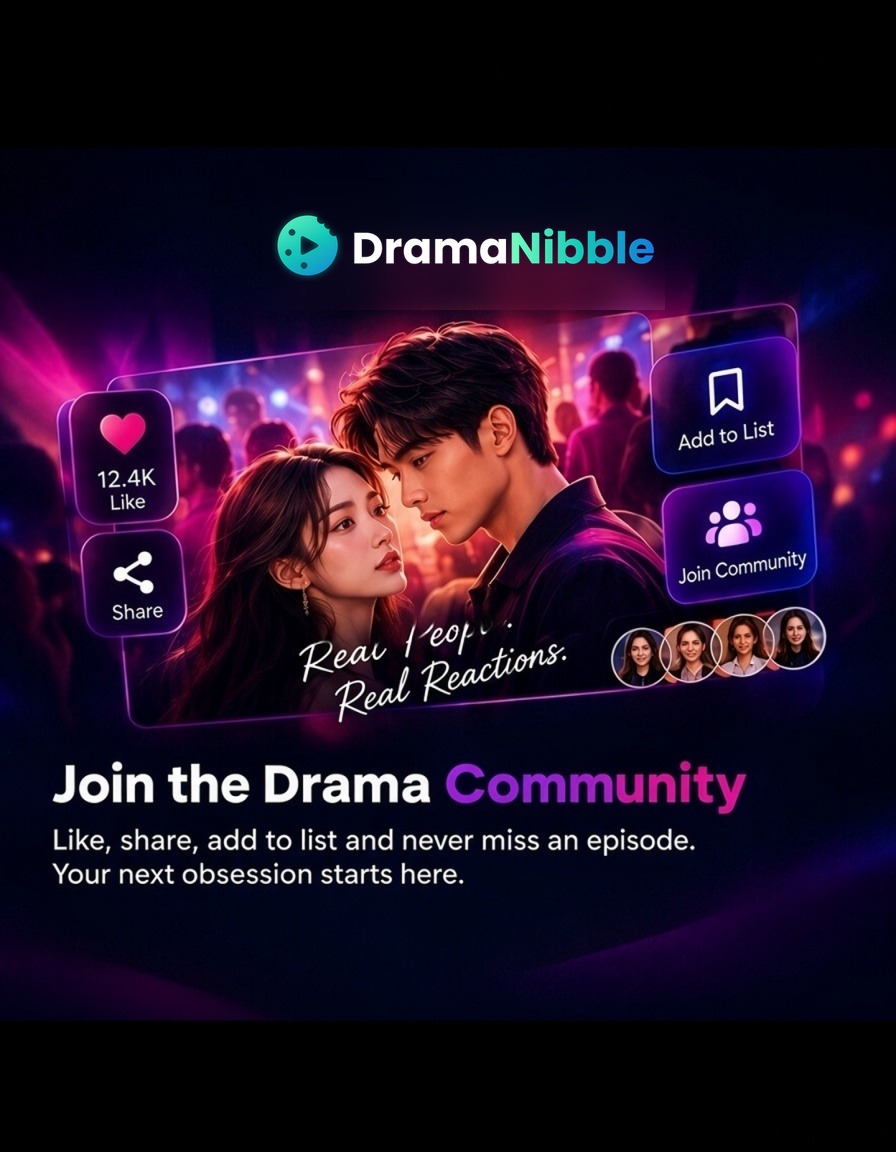 DramaNibble
12.4K
Like
Share
Add to List
Join Community
Real
Real Reactions.
Join the Drama Community
Like, share, add to list and never miss an episode.
Your next obsession starts here.